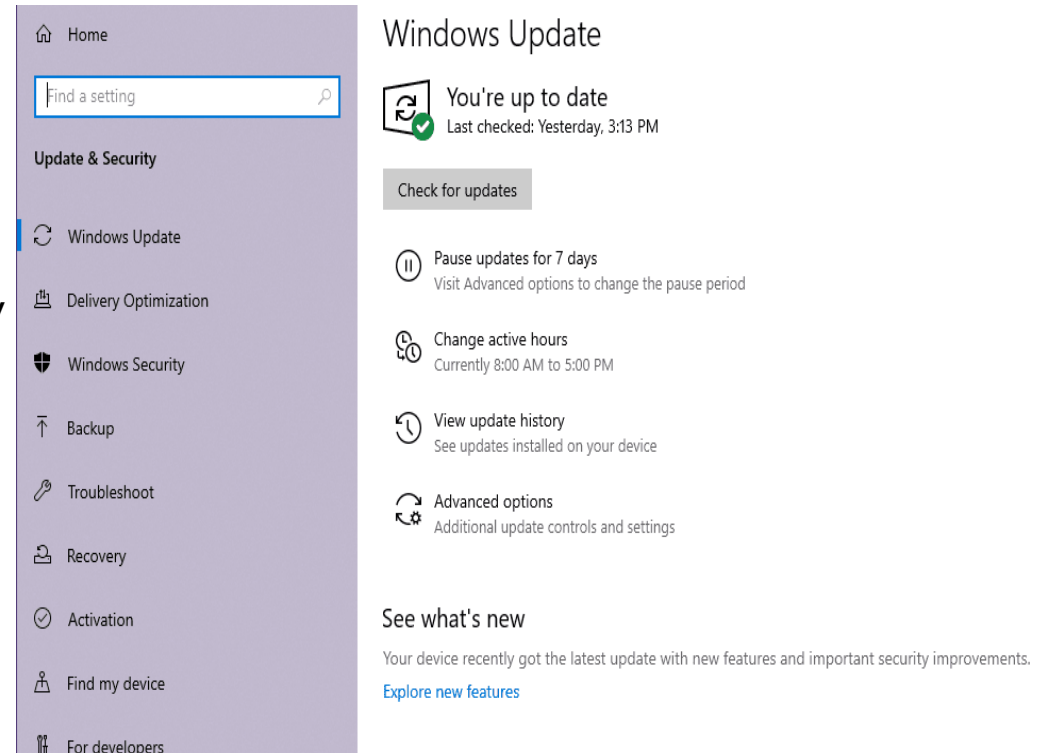 Home
Find a setting
Update & Security
Windows Update
Delivery Optimization
Windows Security
Backup
Troubleshoot
Recovery
Activation
Find my device
For developers
Windows Update
You're up to date
Last checked: Yesterday, 3:13 PM
Check for updates
Pause updates for 7 days
Visit Advanced options to change the pause period
Change active hours
Currently 8:00 AM to 5:00 PM
View update history
See updates installed on your device
Advanced options
Additional update controls and settings
See what's new
Your device recently got the latest update with new features and important security improvements.
Explore new features